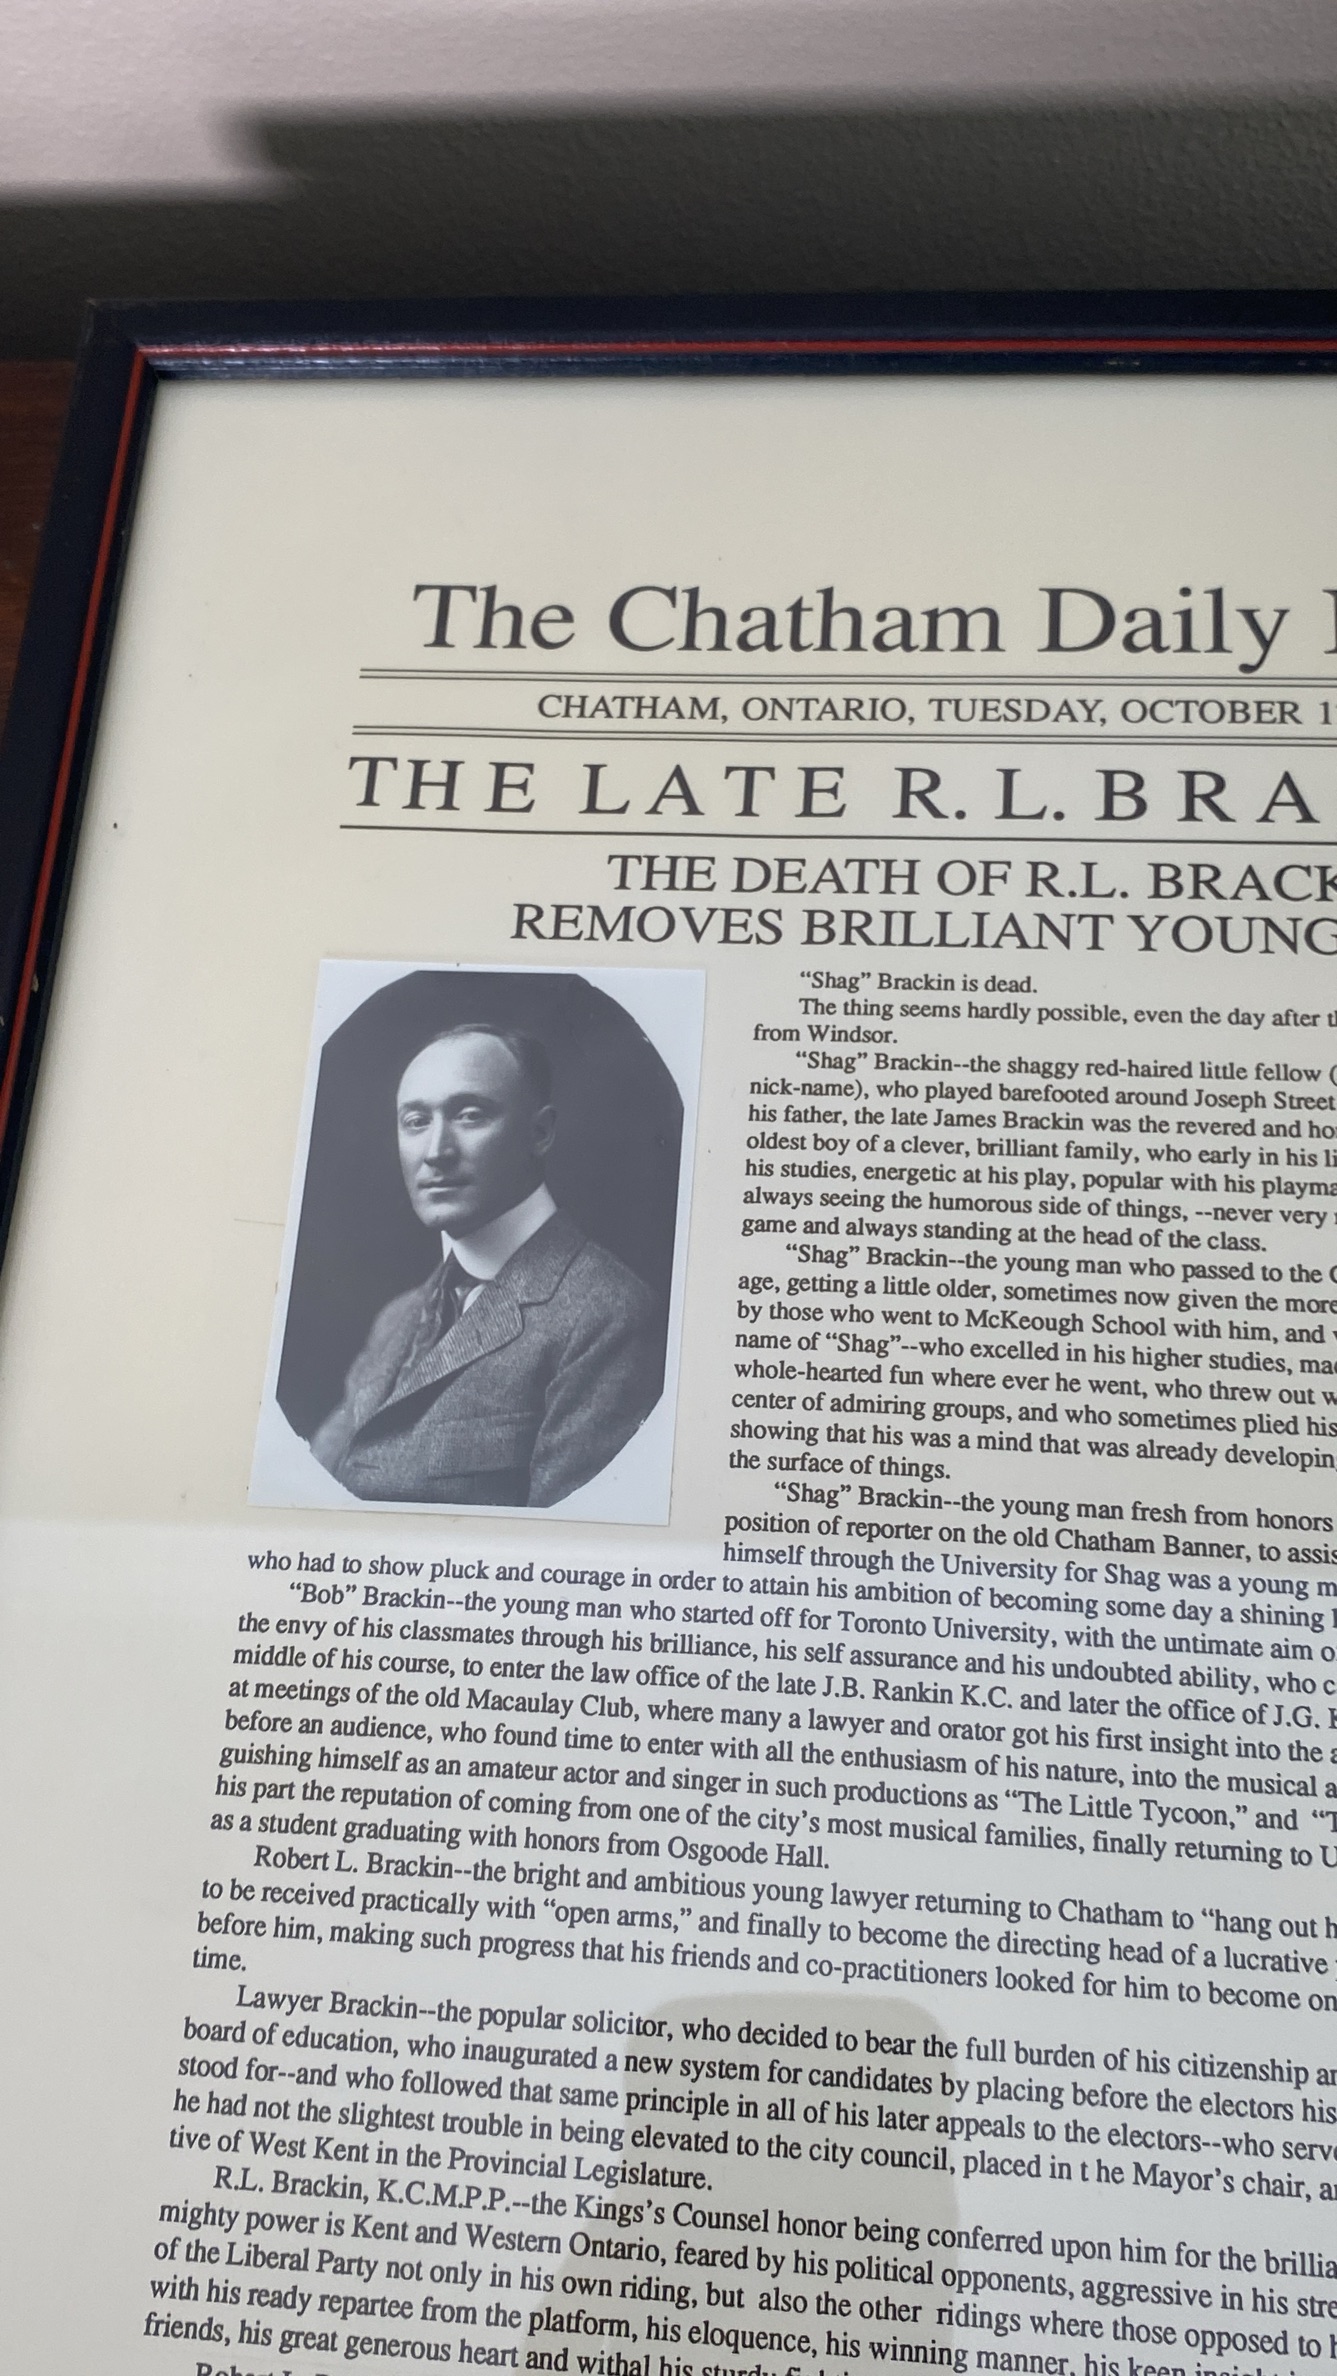 The Chatham Daily
CHATHAM, ONTARIO, TUESDAY, OCTOBER 1
THE LATE R. L. BRA
THE DEATH OF R.L. BRACK
REMOVES BRILLIANT YOUNG
“Shag” Brackin is dead.
The thing seems hardly possible, even the day after t
from Windsor.
“Shag” Brackin--the shaggy red-haired little fellow (
nick-name), who played barefooted around Joseph Street
his father, the late James Brackin was the revered and ho
oldest boy of a clever, brilliant family, who early in his li
his studies, energetic at his play, popular with his playma
always seeing the humorous side of things, --never very
game and always standing at the head of the class.
“Shag” Brackin--the young man who passed to the C
age, getting a little older, sometimes now given the more
by those who went to McKeough School with him, and
name of “Shag”--who excelled in his higher studies, mad
whole-hearted fun where ever he went, who threw out w
center of admiring groups, and who sometimes plied his
showing that his was a mind that was already developin
the surface of things.
“Shag” Brackin--the young man fresh from honors
position of reporter on the old Chatham Banner, to assis
himself through the University for Shag was a young m
who had to show pluck and courage in order to attain his ambition of becoming some day a shining
“Bob” Brackin--the young man who started off for Toronto University, with the untimate aim o
the envy of his classmates through his brilliance, his self assurance and his undoubted ability, who c
middle of his course, to enter the law office of the late J.B. Rankin K.C. and later the office of J.G.
at meetings of the old Macaulay Club, where many a lawyer and orator got his first insight into the a
before an audience, who found time to enter with all the enthusiasm of his nature, into the musical a
guishing himself as an amateur actor and singer in such productions as “The Little Tycoon,” and “T
his part the reputation of coming from one of the city’s most musical families, finally returning to U
as a student graduating with honors from Osgoode Hall.
Robert L. Brackin--the bright and ambitious young lawyer returning to Chatham to “hang out h
to be received practically with “open arms,” and finally to become the directing head of a lucrative
before him, making such progress that his friends and co-practitioners looked for him to become on
time.
Lawyer Brackin--the popular solicitor, who decided to bear the full burden of his citizenship an
board of education, who inaugurated a new system for candidates by placing before the electors his
stood for--and who followed that same principle in all of his later appeals to the electors--who serve
he had not the slightest trouble in being elevated to the city council, placed in t he Mayor’s chair, a
tive of West Kent in the Provincial Legislature.
R.L. Brackin, K.C.M.P.P.--the Kings’s Counsel honor being conferred upon him for the brillia
mighty power is Kent and Western Ontario, feared by his political opponents, aggressive in his stre
of the Liberal Party not only in his own riding, but also the other ridings where those opposed to
with his ready repartee from the platform, his eloquence, his winning manner, his keen
friends, his great generous heart and withal his